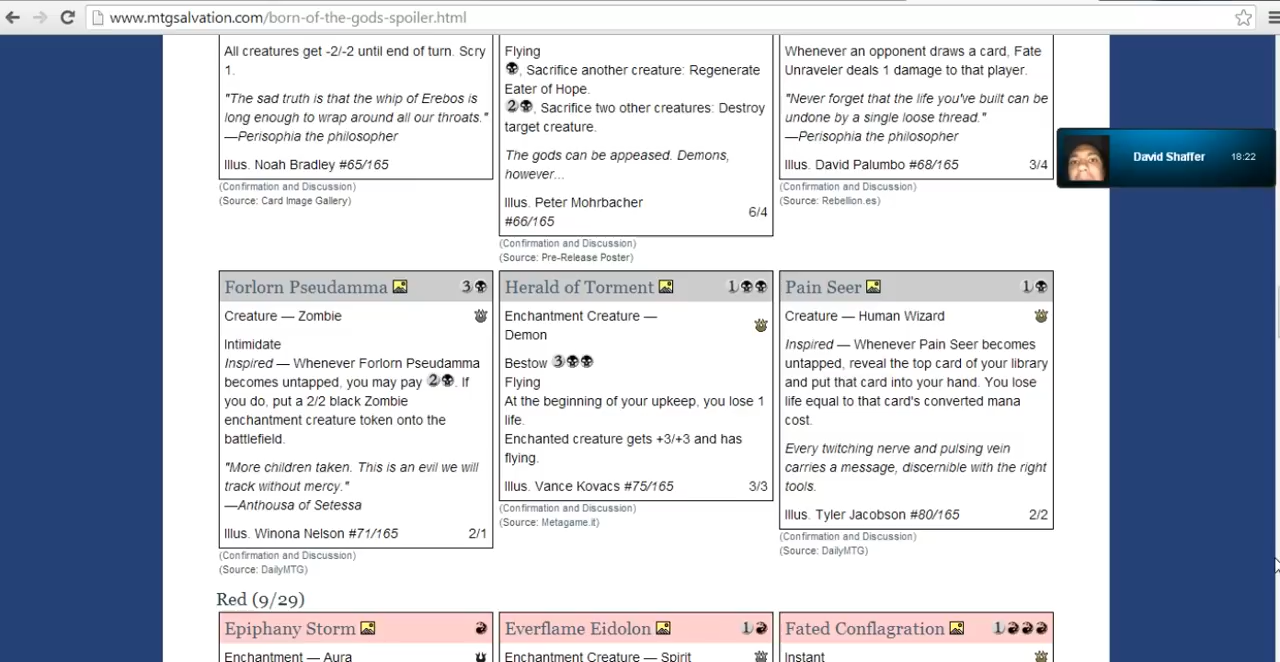 www.mtgsalvation.com/born-of-the-gods-spoiler.html
All creatures get -2/-2 until end of turn. Scry
1.
"The sad truth is that the whip of Erebos is
long enough to wrap around all our throats."
—Perisophia the philosopher
Illus. Noah Bradley #65/165
(Confirmation and Discussion)
(Source: Card Image Gallery)
Flying
, Sacrifice another creature: Regenerate
Eater of Hope.
2, Sacrifice two other creatures: Destroy
target creature.
The gods can be appeased. Demons,
however...
Illus. Peter Mohrbacher
#66/165
6/4
(Confirmation and Discussion)
(Source: Pre-Release Poster)
Whenever an opponent draws a card, Fate
Unraveler deals 1 damage to that player.
"Never forget that the life you've built can be
undone by a single loose thread."
—Perisophia the philosopher
Illus. David Palumbo #68/165 3/4
(Confirmation and Discussion)
(Source: Rebellion.es)
David Shaffer 18:22
Forlorn Pseudamma 3
Creature — Zombie
Intimidate
Inspired — Whenever Forlorn Pseudamma
becomes untapped, you may pay 2. If
you do, put a 2/2 black Zombie
enchantment creature token onto the
battlefield.
"More children taken. This is an evil we will
track without mercy."
—Anthousa of Setessa
Illus. Winona Nelson #71/165 2/1
(Confirmation and Discussion)
(Source: DailyMTG)
Herald of Torment 1
Enchantment Creature —
Demon
Bestow 3
Flying
At the beginning of your upkeep, you lose 1
life.
Enchanted creature gets +3/+3 and has
flying.
Illus. Vance Kovacs #75/165 3/3
(Confirmation and Discussion)
(Source: Metagame.it)
Pain Seer 1
Creature — Human Wizard
Inspired — Whenever Pain Seer becomes
untapped, reveal the top card of your library
and put that card into your hand. You lose
life equal to that card's converted mana
cost.
Every twitching nerve and pulsing vein
carries a message, discernible with the right
tools.
Illus. Tyler Jacobson #80/165 2/2
(Confirmation and Discussion)
(Source: DailyMTG)
Red (9/29)
Epiphany Storm
Enchantment — Aura
Everflame Eidolon 1
Enchantment Creature — Spirit
Fated Conflagration 1
Instant